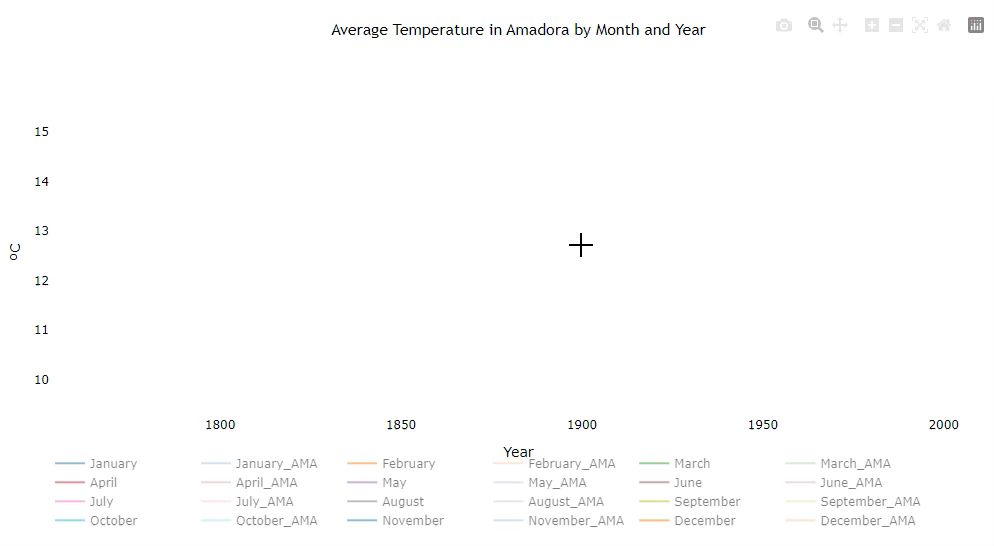 Average Temperature in Amadora by Month and Year
15
14
13
ºC
12
11
10
1800 1850 1900 1950 2000
Year
January January_AMA February February_AMA March March_AMA
April April_AMA May May_AMA June June_AMA
July July_AMA August August_AMA September September_AMA
October October_AMA November November_AMA December December_AMA